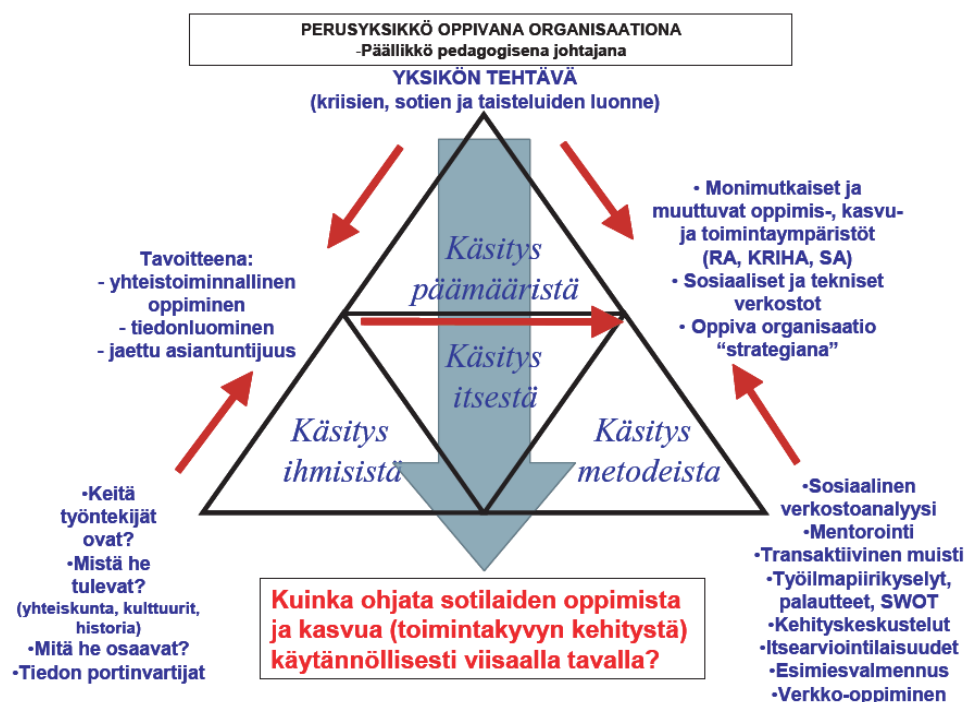 PERUSYKSIKKÖ OPPIVANA ORGANISAATIONA
-Päällikkö pedagogisena johtajana
YKSIKÖN TEHTÄVÄ
(kriisien, sotien ja taisteluiden luonne)
Tavoitteena:
- yhteistoiminnallinen
oppiminen
- tiedonluominen
- jaettu asiantuntijuus
• Monimutkaiset ja
muuttuvat oppimis-, kasvu-
ja toimintaympäristöt
(RA, KRIHA, SA)
• Sosiaaliset ja tekniset
verkostot
• Oppiva organisaatio
“strategiana”
Käsitys
päämääristä
Käsitys
itsestä
Käsitys
ihmisistä
Käsitys
metodeista
•Keitä
työntekijät
ovat?
•Mistä he
tulevat?
(yhteiskunta, kulttuurit,
historia)
•Mitä he osaavat?
•Tiedon portinvartijat
•Sosiaalinen
verkostoanalyysi
•Mentorointi
•Transaktiivinen muisti
•Työilmapiirikyselyt,
palautteet, SWOT
•Kehityskeskustelut
•Itsearviointilaisuudet
•Esimiesvalmennus
•Verkko-oppiminen
Kuinka ohjata sotilaiden oppimista
ja kasvua (toimintakyvyn kehitystä)
käytännöllisesti viisaalla tavalla?